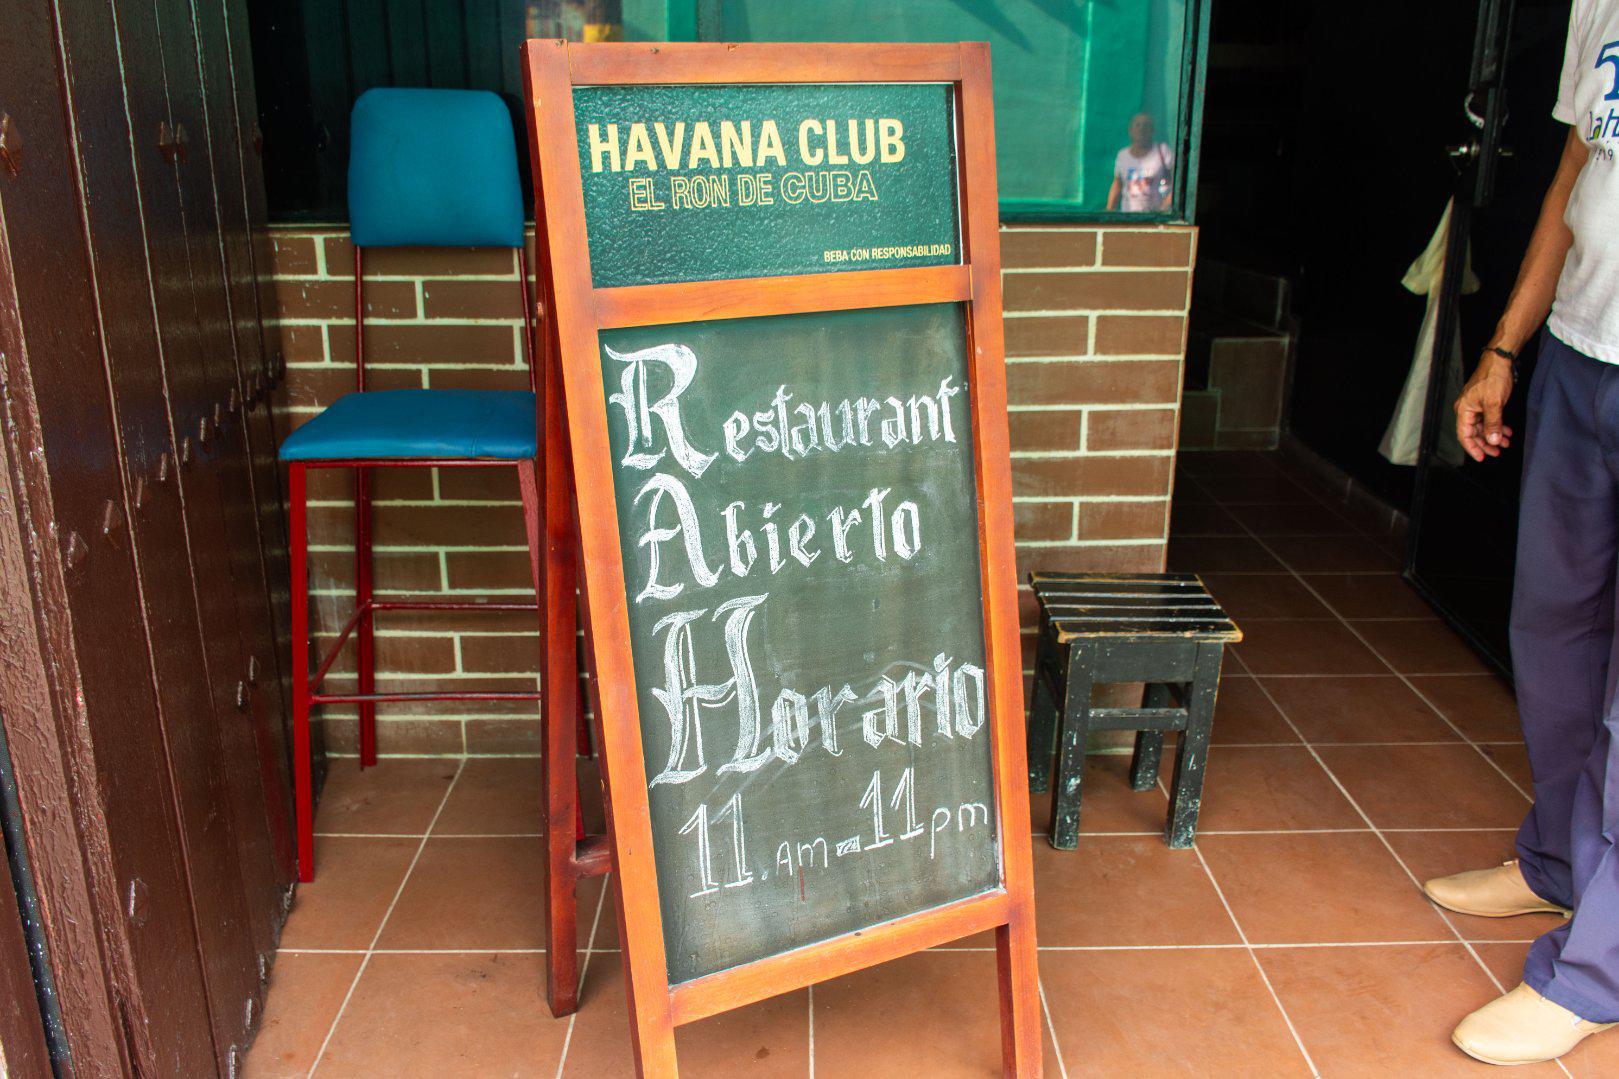 HAVANA CLUB
EL RON DE CUBA
BEBA CON RESPONSABILIDAD
Restaurant
Abierto
Horario
11.AM-11pm